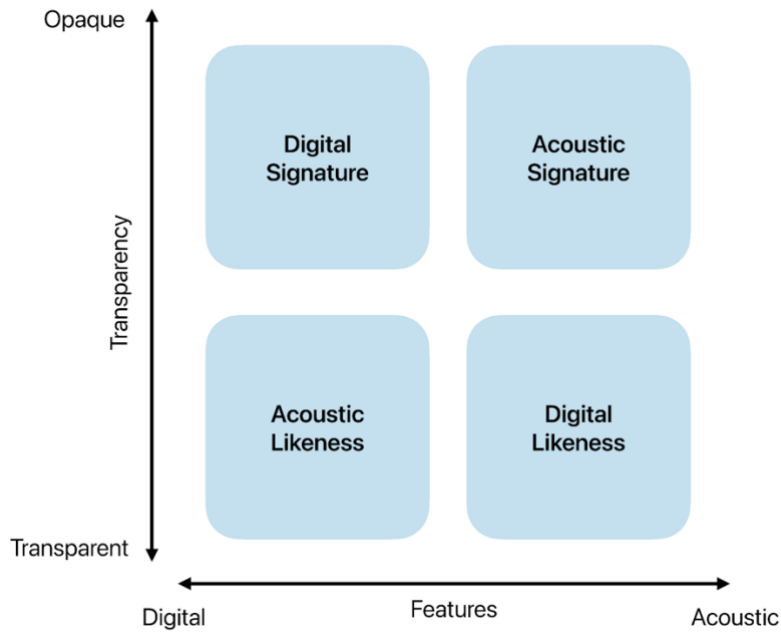 Opaque
Digital
Signature
Acoustic
Signature
Transparency
Acoustic
Likeness
Digital
Likeness
Transparent
Digital
Features
Acoustic